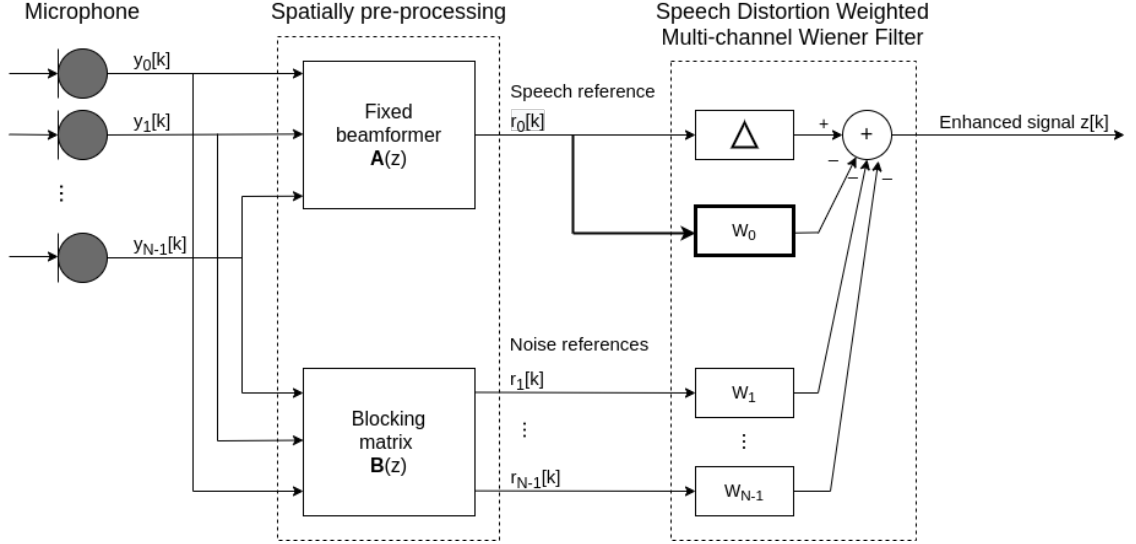 Microphone
Spatially pre-processing
Speech Distortion Weighted
Multi-channel Wiener Filter
y0[k]
y1[k]
⋮
yN-1[k]
Fixed
beamformer
A(z)
Speech reference
r0[k]
Δ
+
+
–
–
–
Enhanced signal z[k]
W0
Blocking
matrix
B(z)
Noise references
r1[k]
⋮
rN-1[k]
W1
⋮
WN-1